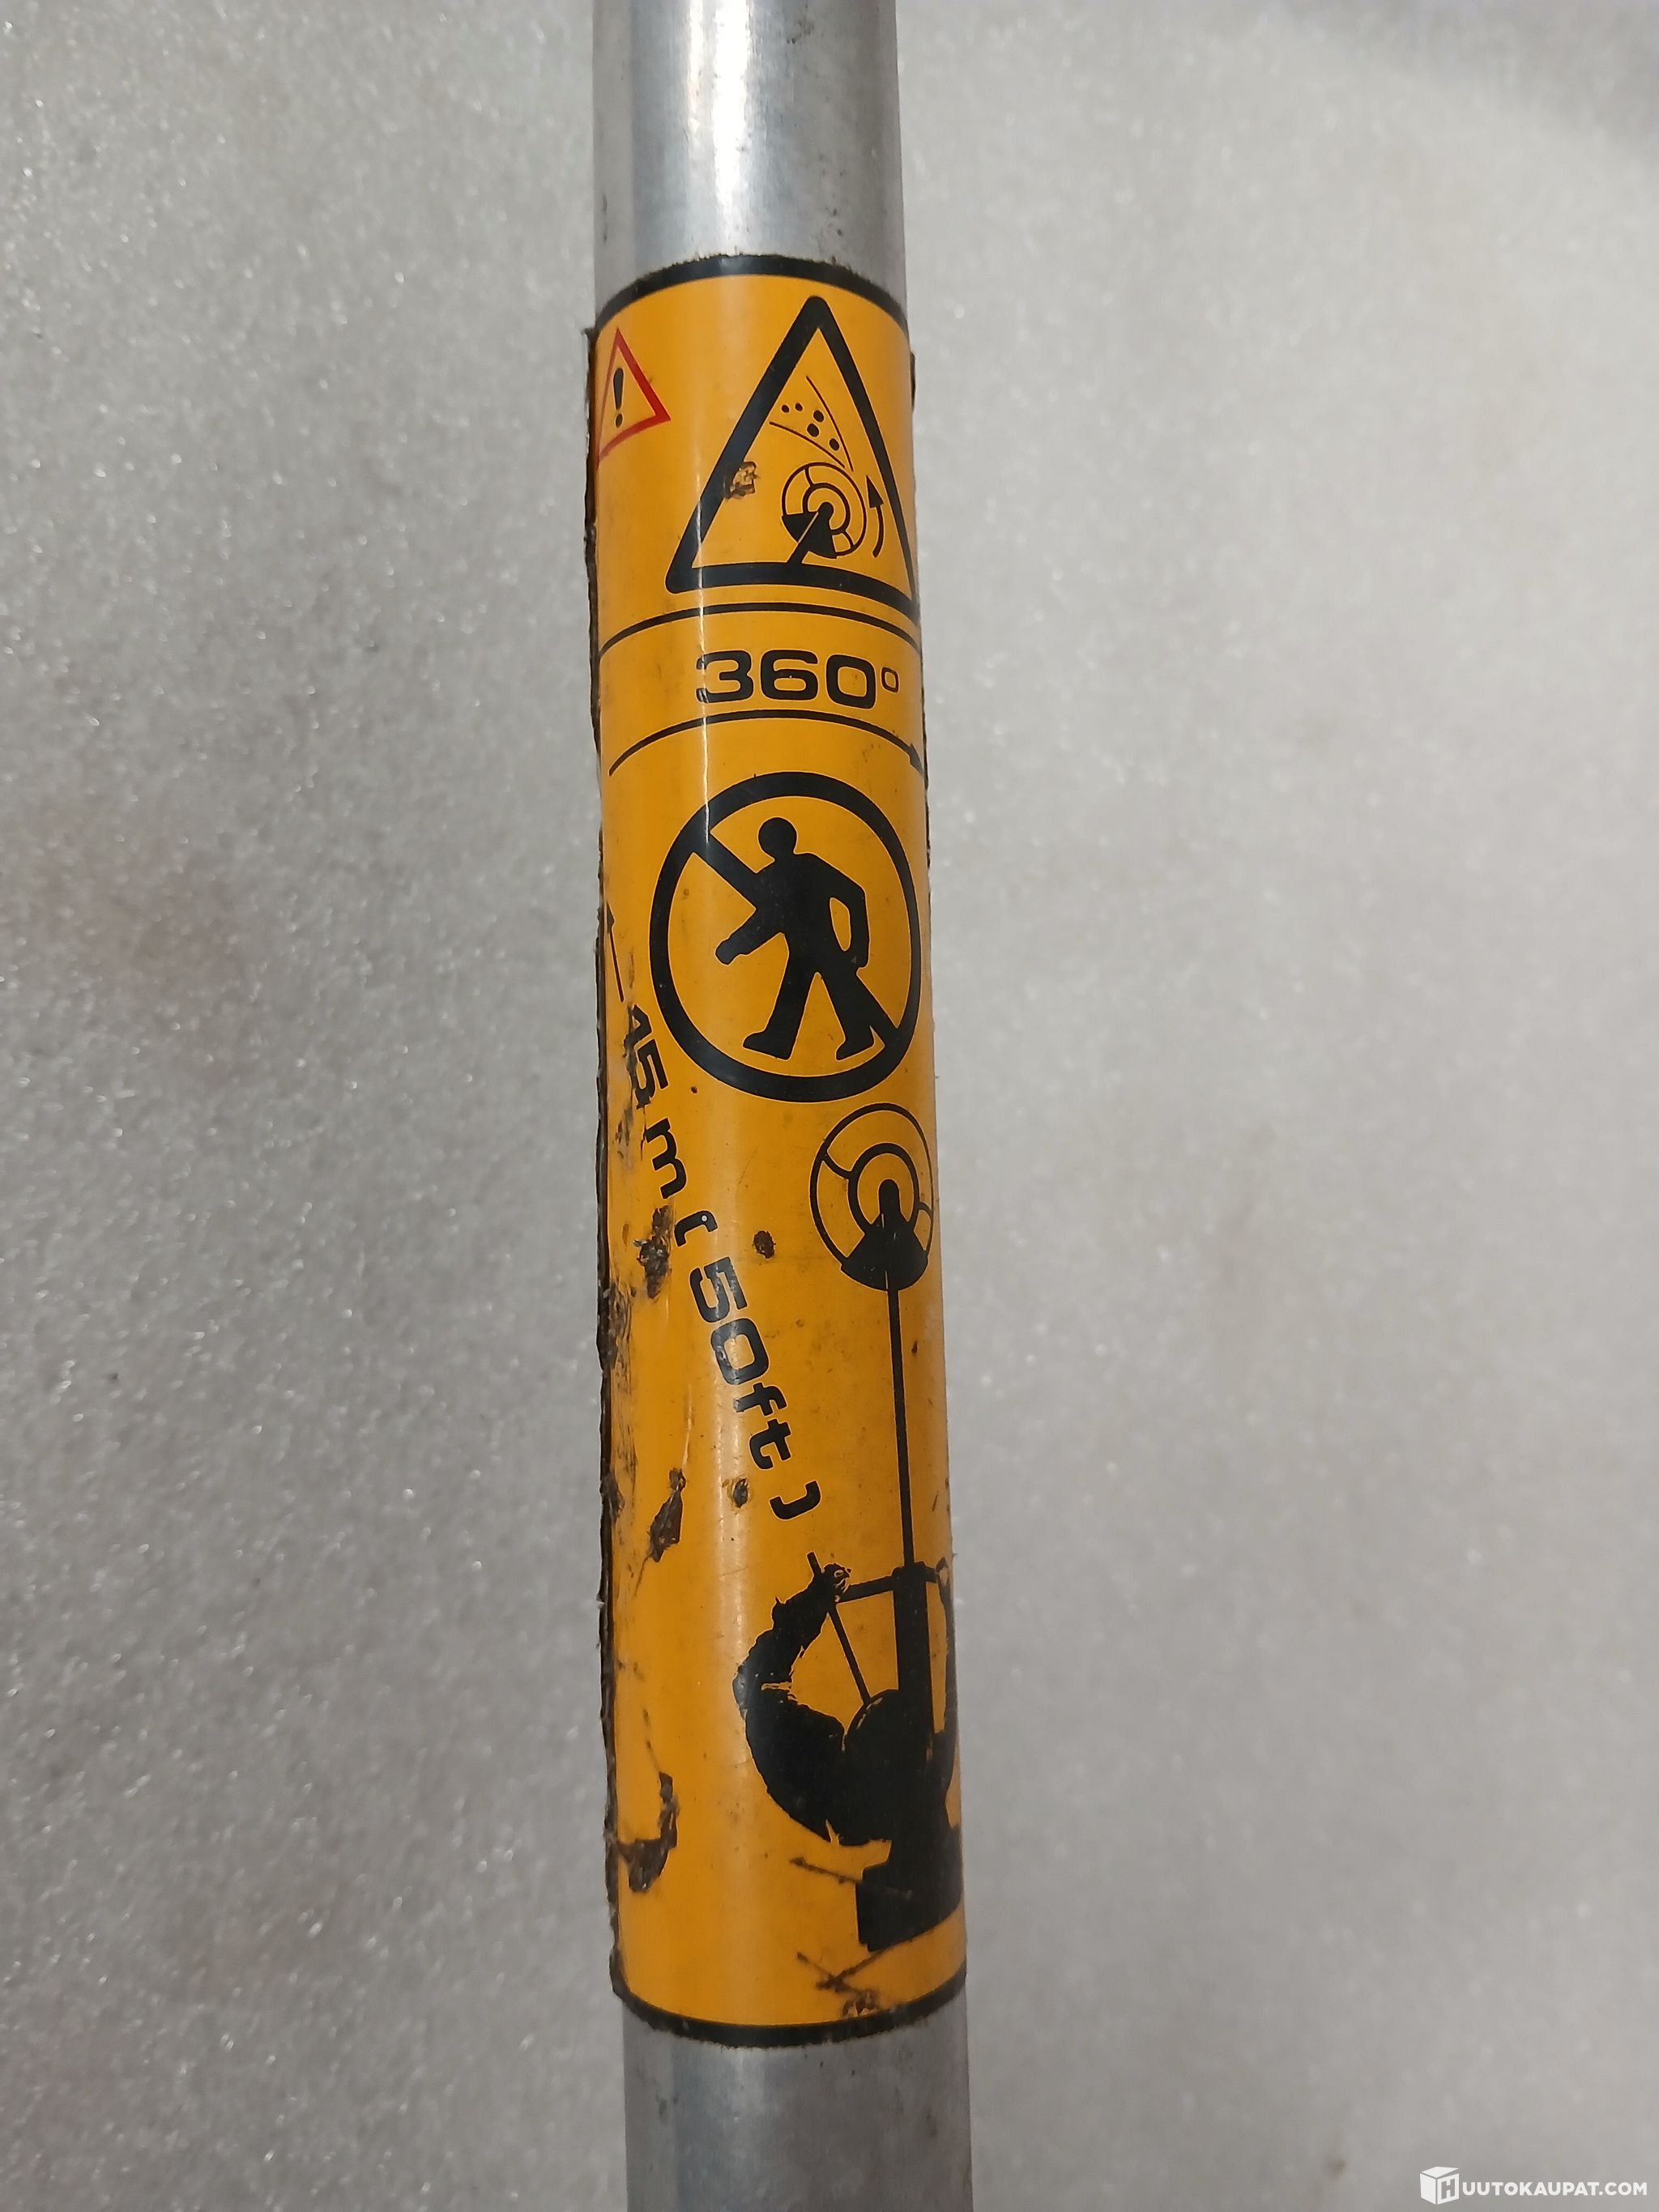 !
360°
15 m ( 50ft )
HUUTOKAUPAT.COM